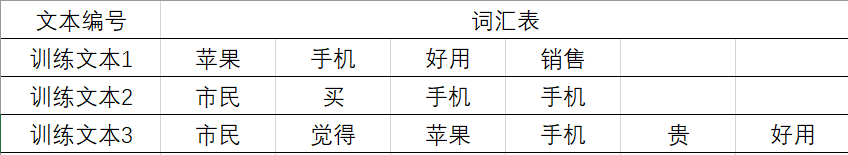 文本编号 词汇表
训练文本1 苹果 手机 好用 销售
训练文本2 市民 买 手机 手机
训练文本3 市民 觉得 苹果 手机 贵 好用